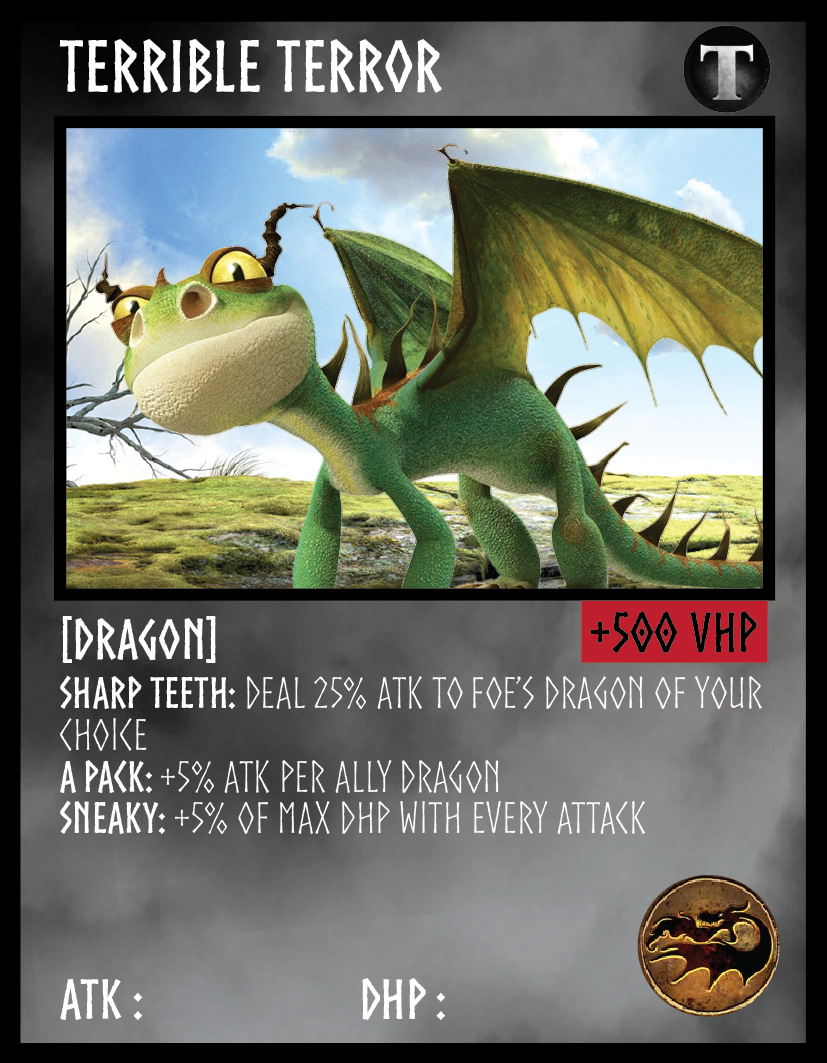 TERRIBLE TERROR
T
[DRAGON]
+500 VHP
SHARP TEETH: DEAL 25% ATK TO FOE'S DRAGON OF YOUR
CHOICE
A PACK: +5% ATK PER ALLY DRAGON
SNEAKY: +5% OF MAX DHP WITH EVERY ATTACK
ATK :
DHP :